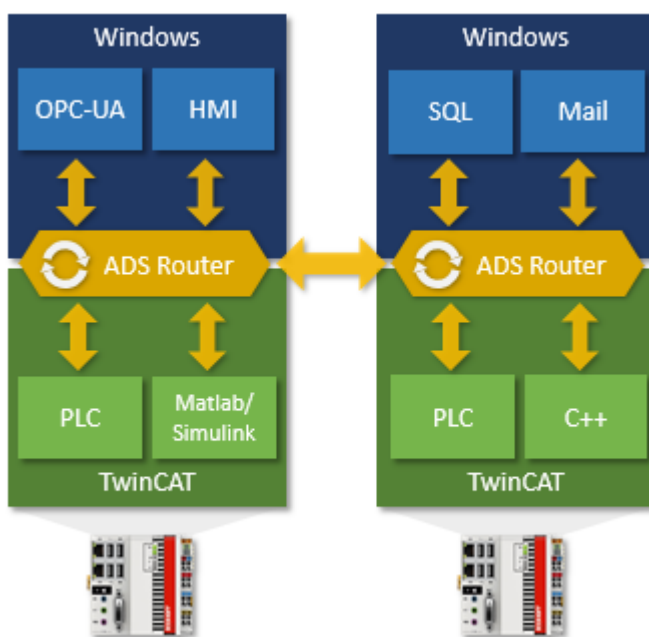 Windows
OPC-UA
HMI
ADS Router
PLC
Matlab/
Simulink
TwinCAT
Windows
SQL
Mail
ADS Router
PLC
C++
TwinCAT